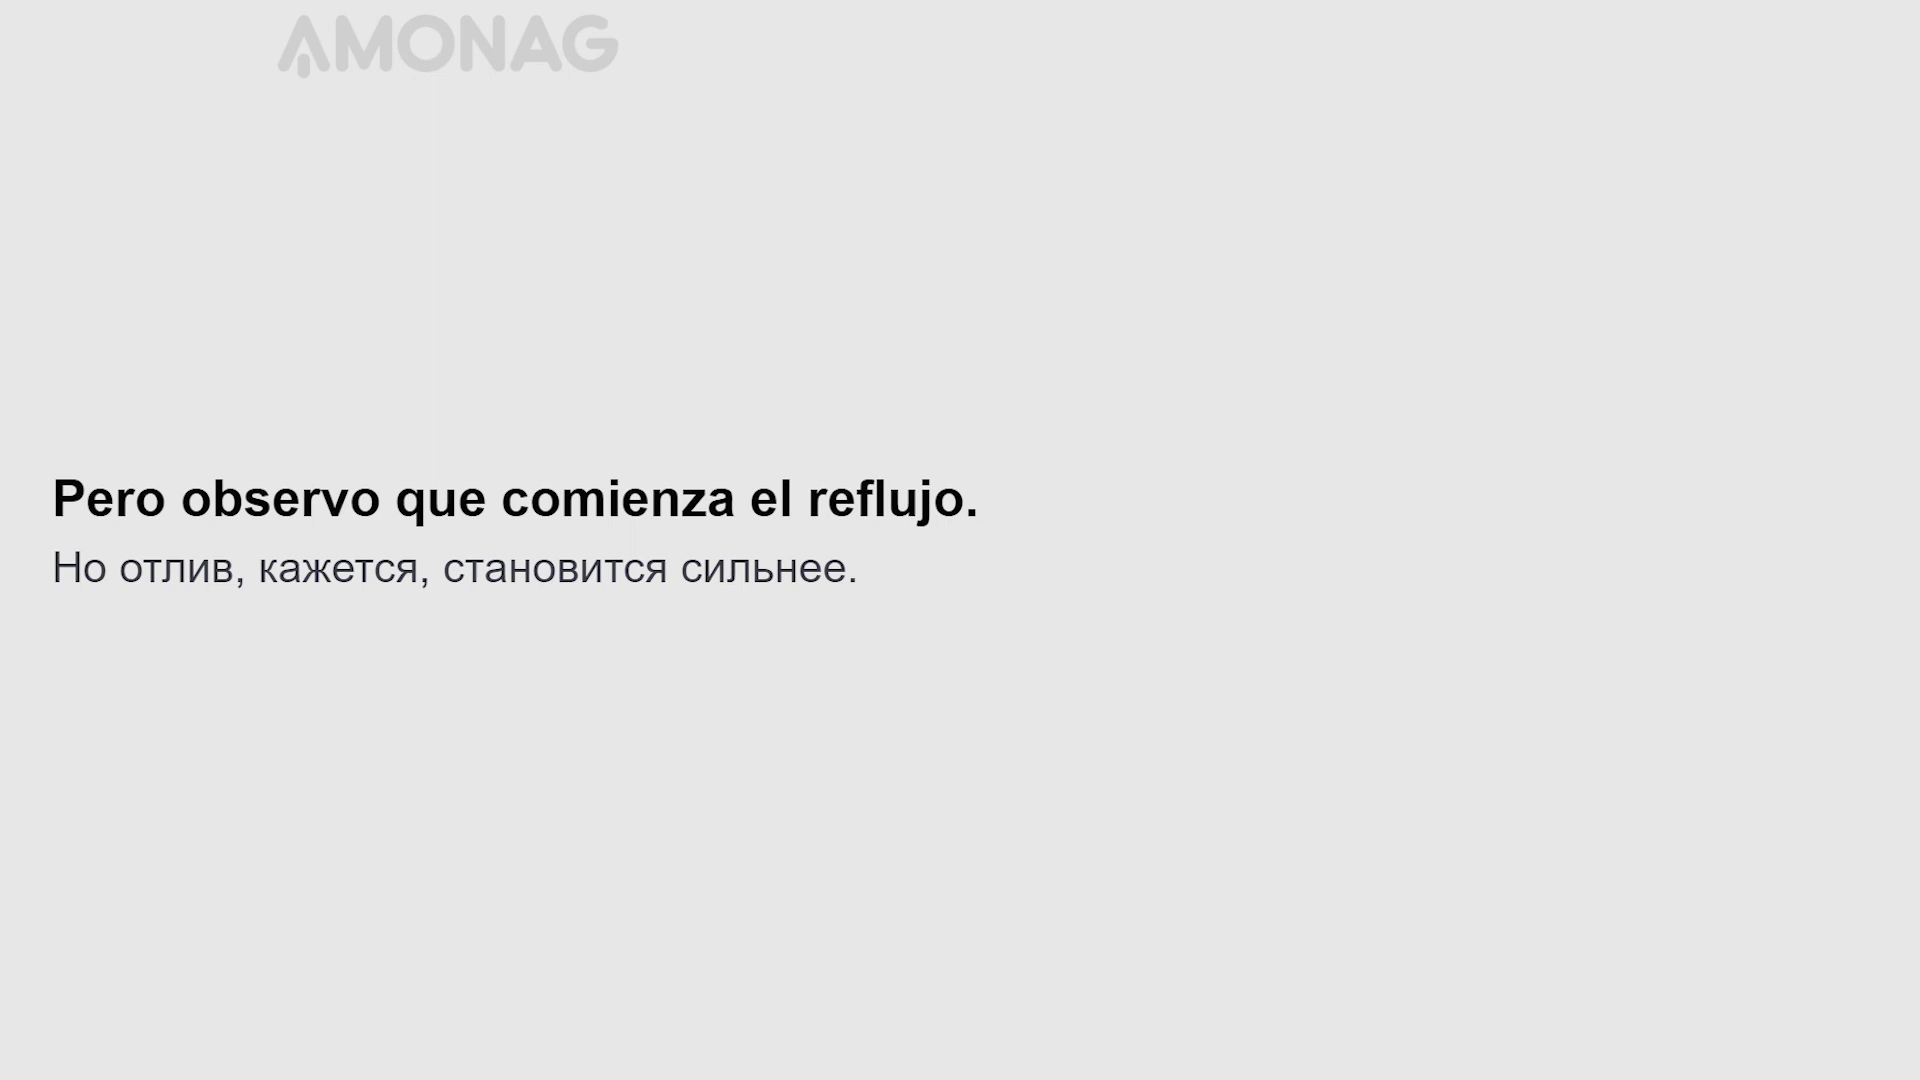 AMONAG
Pero observo que comienza el reflujo.
Но отлив, кажется, становится сильнее.